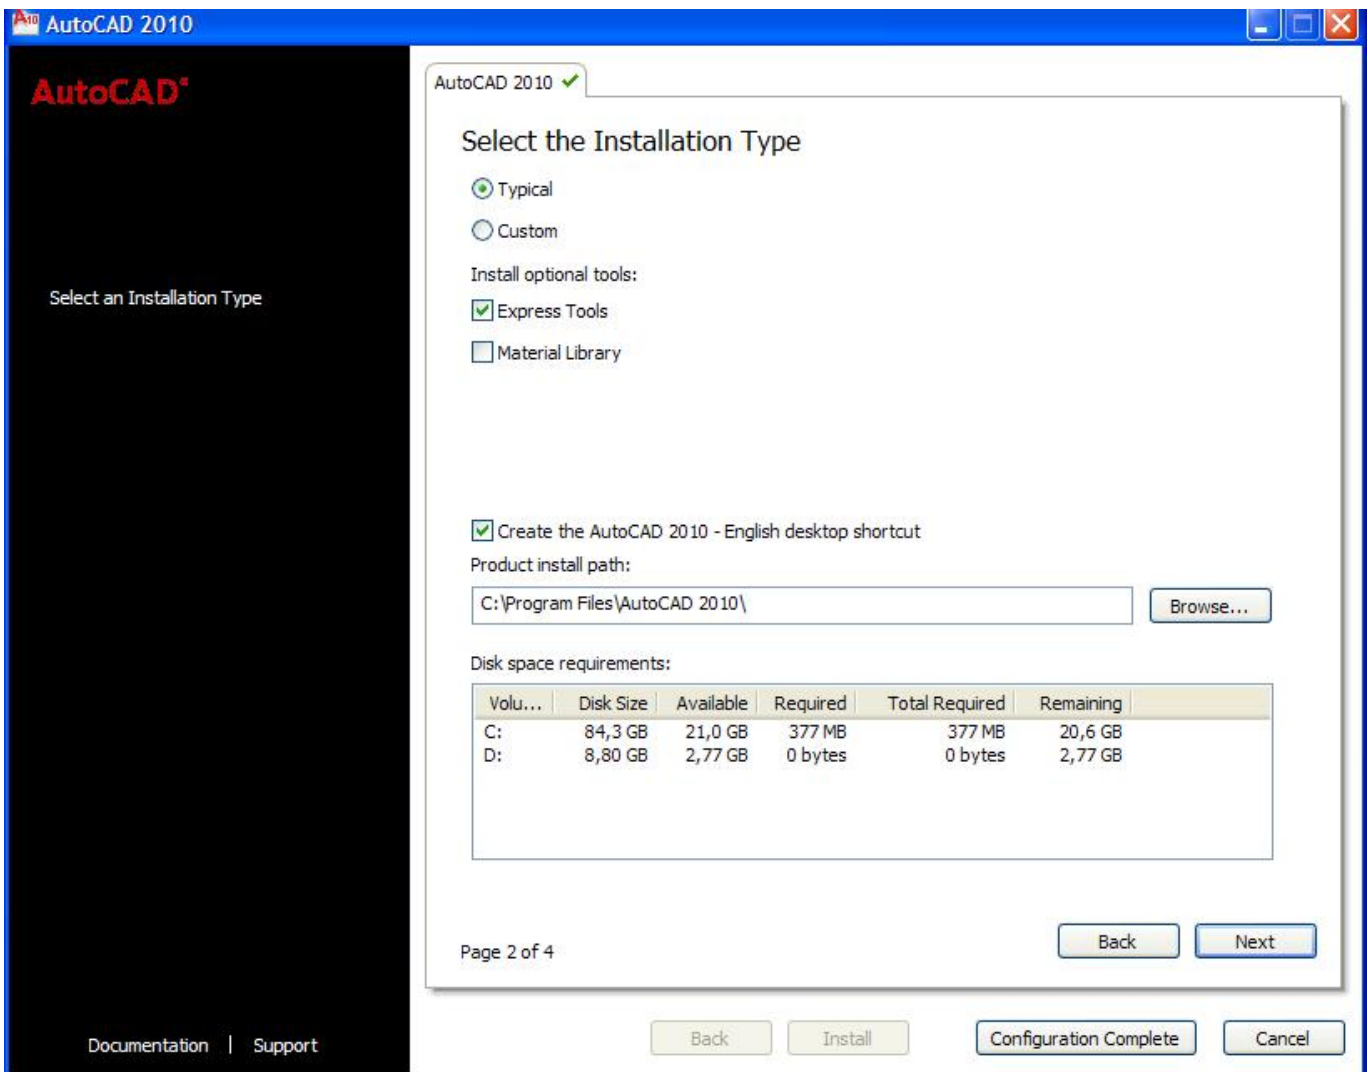 AutoCAD 2010
AutoCAD®
Select an Installation Type
Documentation | Support
AutoCAD 2010
Select the Installation Type
Typical
Custom
Install optional tools:
Express Tools
Material Library
Create the AutoCAD 2010 - English desktop shortcut
Product install path:
C:\Program Files\AutoCAD 2010\ Browse...
Disk space requirements:
Volu... Disk Size Available Required Total Required Remaining
C: 84,3 GB 21,0 GB 377 MB 377 MB 20,6 GB
D: 8,80 GB 2,77 GB 0 bytes 0 bytes 2,77 GB
Page 2 of 4 Back Next
Back Install Configuration Complete Cancel